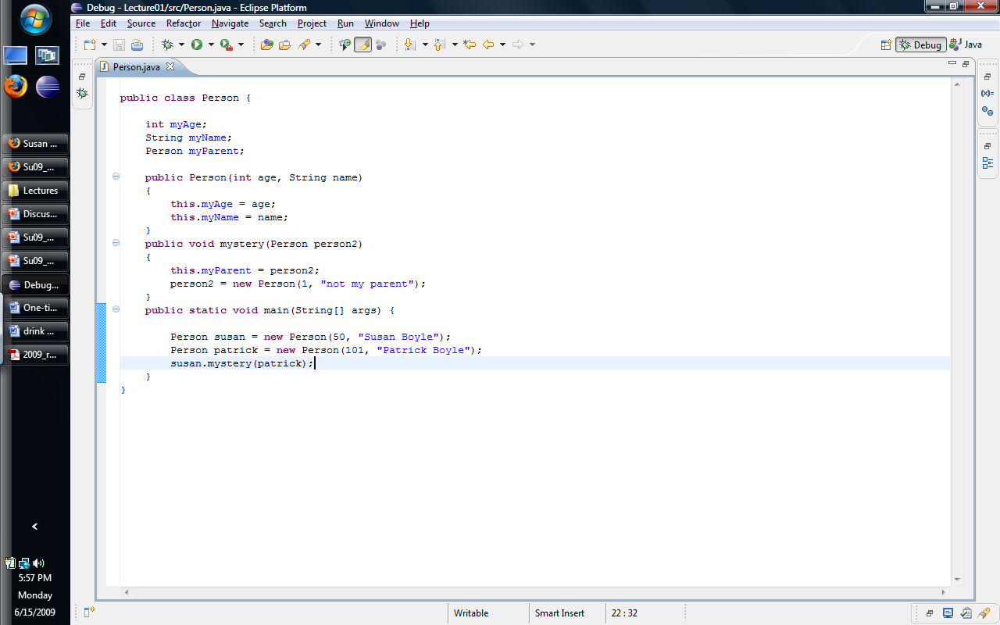 Debug - Lecture01/src/Person.java - Eclipse Platform
File Edit Source Refactor Navigate Search Project Run Window Help
Debug Java
Person.java
public class Person {
int myAge;
String myName;
Person myParent;
public Person(int age, String name)
{
this.myAge = age;
this.myName = name;
}
public void mystery(Person person2)
{
this.myParent = person2;
person2 = new Person(1, "not my parent");
}
public static void main(String[] args) {
Person susan = new Person(50, "Susan Boyle");
Person patrick = new Person(101, "Patrick Boyle");
susan.mystery(patrick);
}
}
(x)=
Susan ...
Su09_...
Lectures
Discus...
Su09_...
Su09_...
Debug...
One-ti...
drink ...
2009_r...
5:57 PM
Monday
6/15/2009
Writable Smart Insert 22 : 32